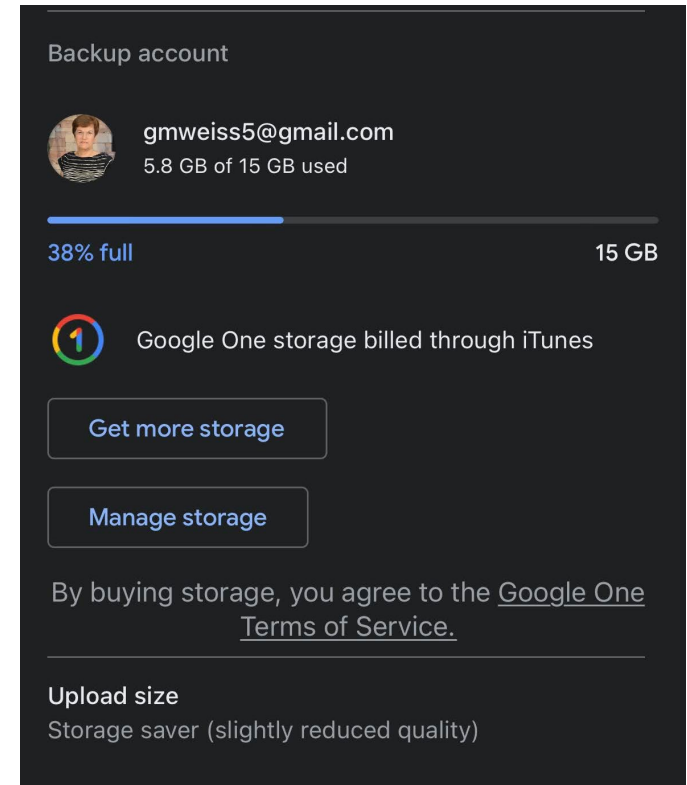 Backup account
gmweiss5@gmail.com
5.8 GB of 15 GB used
38% full 15 GB
1 Google One storage billed through iTunes
Get more storage
Manage storage
By buying storage, you agree to the Google One
Terms of Service.
Upload size
Storage saver (slightly reduced quality)